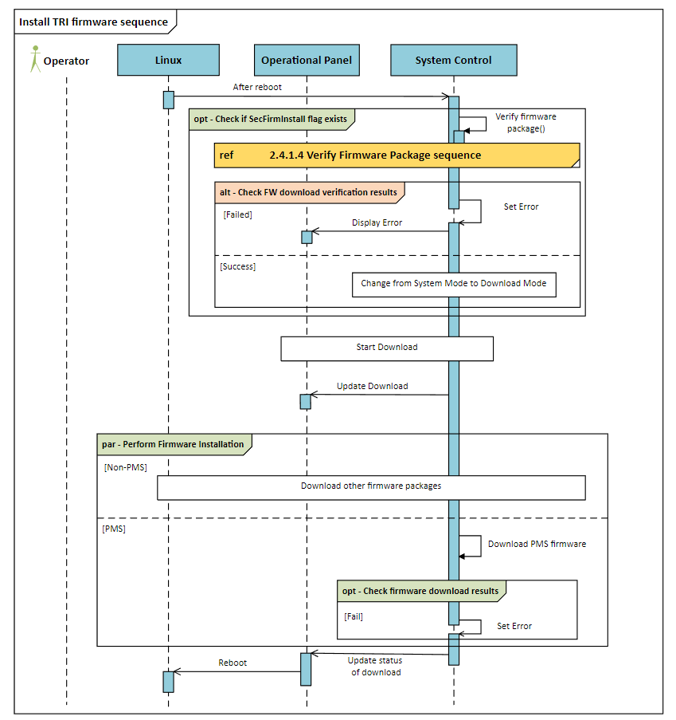 Install TRI firmware sequence
Operator
Linux
Operational Panel
System Control
After reboot
opt - Check if SecFirmInstall flag exists
Verify firmware
package()
ref 2.4.1.4 Verify Firmware Package sequence
alt - Check FW download verification results
[Failed]
Set Error
Display Error
[Success]
Change from System Mode to Download Mode
Start Download
Update Download
par - Perform Firmware Installation
[Non-PMS]
Download other firmware packages
[PMS]
Download PMS firmware
opt - Check firmware download results
[Fail]
Set Error
Reboot
Update status
of download